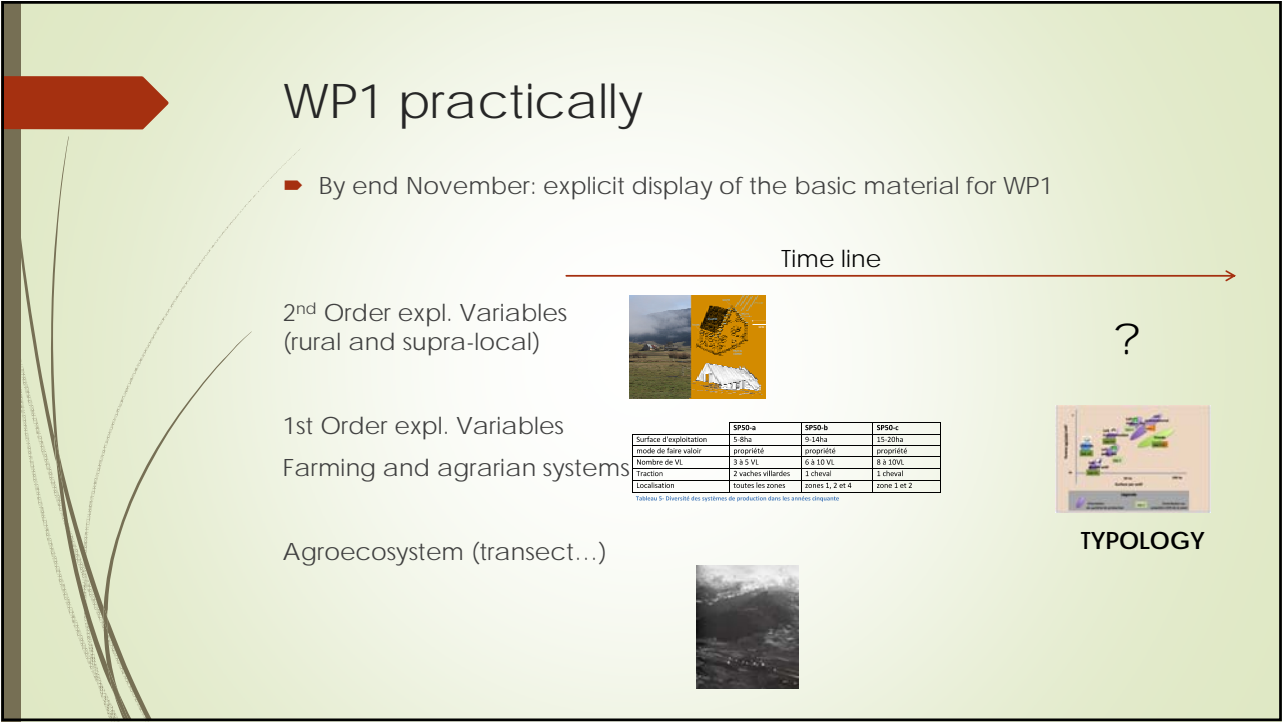 WP1 practically
By end November: explicit display of the basic material for WP1
Time line
2nd Order expl. Variables
(rural and supra-local)
?
1st Order expl. Variables
Farming and agrarian systems
SP50-a SP50-b SP50-c
Surface d'exploitation 5-8ha 9-14ha 15-20ha
mode de faire valoir propriété propriété propriété
Nombre de VL 3 à 5 VL 6 à 10 VL 8 à 10VL
Traction 2 vaches villardes 1 cheval 1 cheval
Localisation toutes les zones zones 1, 2 et 4 zone 1 et 2
Tableau 5- Diversité des systèmes de production dans les années cinquante
TYPOLOGY
Agroecosystem (transect…)